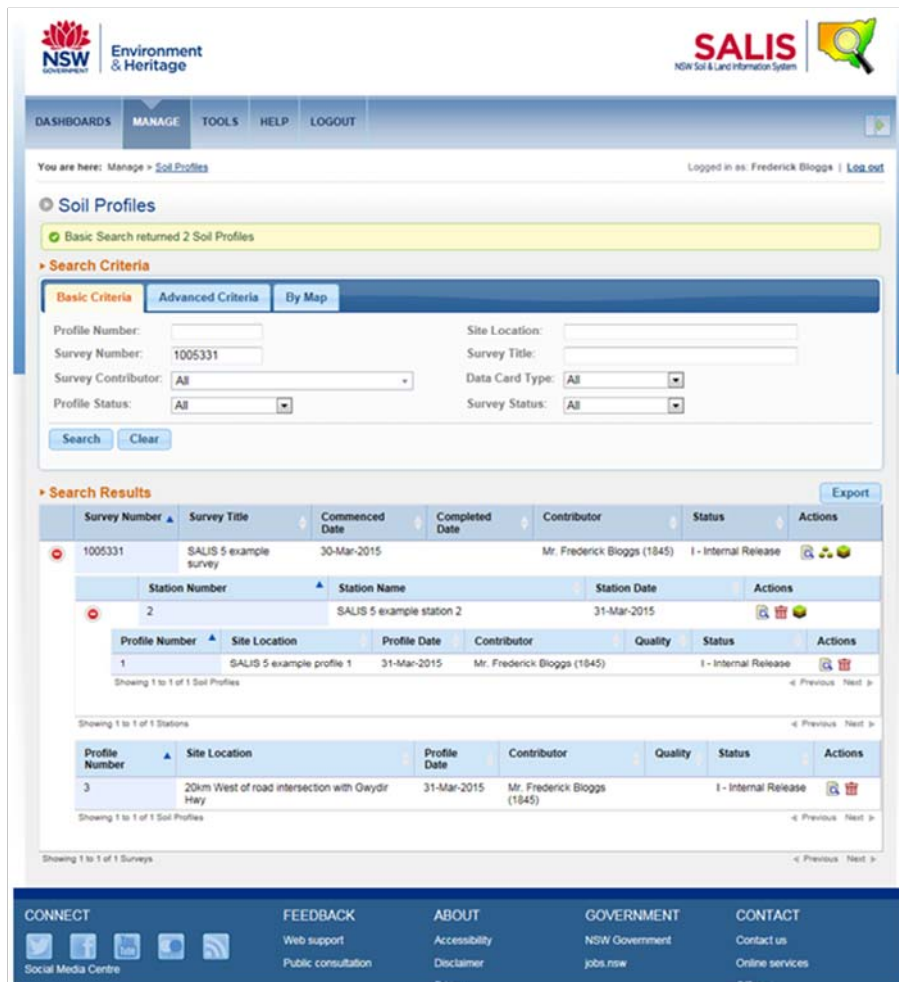 NSW
GOVERNMENT
Environment
& Heritage
SALIS
NSW Soil & Land Information System
DASHBOARDS MANAGE TOOLS HELP LOGOUT
You are here: Manage > Soil Profiles
Logged in as: Frederick Bloggs | Log out
Soil Profiles
Basic Search returned 2 Soil Profiles
Search Criteria
Basic Criteria Advanced Criteria By Map
Profile Number: Site Location:
Survey Number: 1005331 Survey Title:
Survey Contributor: All Data Card Type: All
Profile Status: All Survey Status: All
Search Clear
Search Results Export
Survey Number Survey Title Commenced Date Completed Date Contributor Status Actions
1005331 SALIS 5 example survey 30-Mar-2015 Mr. Frederick Bloggs (1845) I - Internal Release
Station Number Station Name Station Date Actions
2 SALIS 5 example station 2 31-Mar-2015
Profile Number Site Location Profile Date Contributor Quality Status Actions
1 SALIS 5 example profile 1 31-Mar-2015 Mr. Frederick Bloggs (1845) I - Internal Release
Showing 1 to 1 of 1 Soil Profiles Previous Next
Showing 1 to 1 of 1 Stations Previous Next
Profile Number Site Location Profile Date Contributor Quality Status Actions
3 20km West of road intersection with Gwydir Hwy 31-Mar-2015 Mr. Frederick Bloggs (1845) I - Internal Release
Showing 1 to 1 of 1 Soil Profiles Previous Next
Showing 1 to 1 of 1 Surveys Previous Next
CONNECT FEEDBACK ABOUT GOVERNMENT CONTACT
Web support Accessibility NSW Government Contact us
Social Media Centre Public consultation Disclaimer jobs.nsw Online services